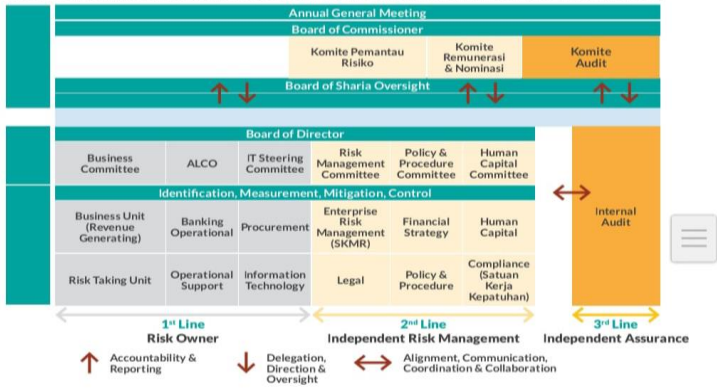 Annual General Meeting
Board of Commissioner
Komite Pemantau
Risiko
Komite
Remunerasi
& Nominasi
Komite
Audit
Board of Sharia Oversight
Board of Director
Business
Committee
ALCO
IT Steering
Committee
Risk
Management
Committee
Policy &
Procedure
Committee
Human
Capital
Committee
Identification, Measurement, Mitigation, Control
Business Unit
(Revenue
Generating)
Banking
Operational
Procurement
Enterprise
Risk
Management
(SKMR)
Financial
Strategy
Human
Capital
Internal
Audit
Risk Taking Unit
Operational
Support
Information
Technology
Legal
Policy &
Procedure
Compliance
(Satuan
Kerja
Kepatuhan)
1st Line
Risk Owner
2nd Line
Independent Risk Management
3rd Line
Independent Assurance
Accountability &
Reporting
Delegation,
Direction &
Oversight
Alignment, Communication,
Coordination & Collaboration